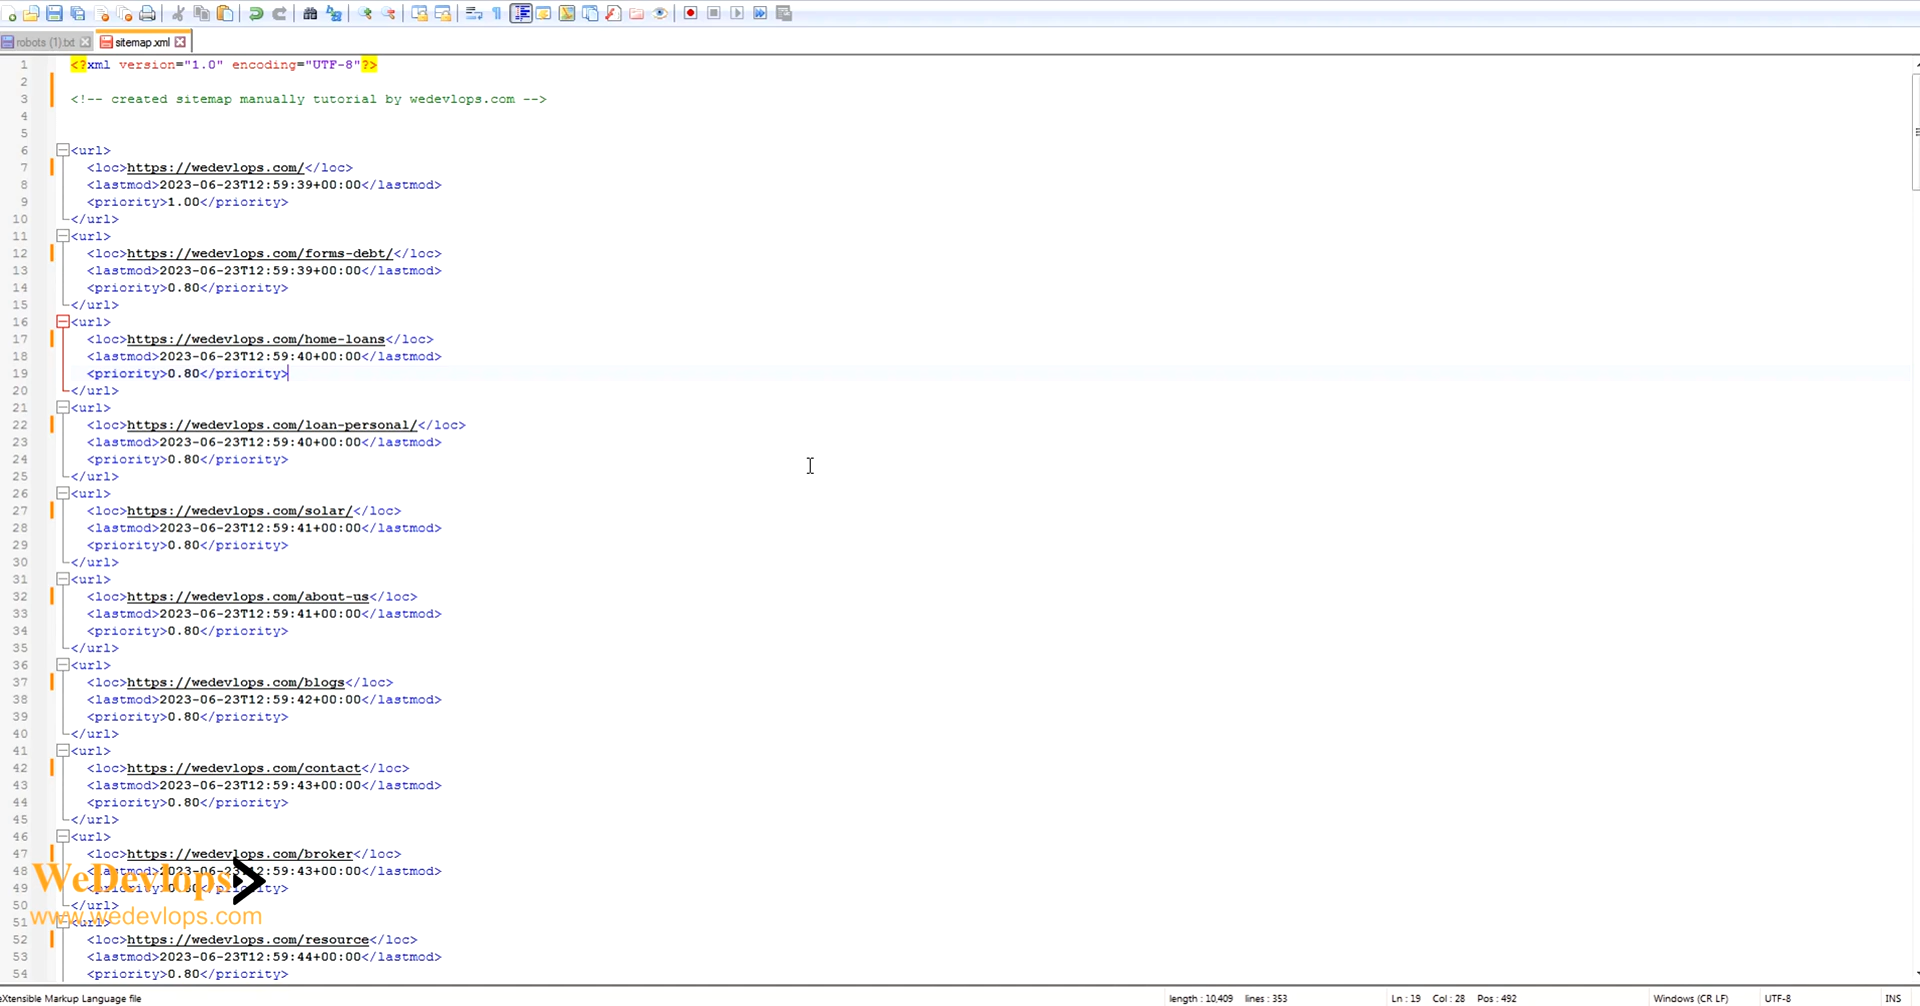 robots (1).txt sitemap.xml
1 <?xml version="1.0" encoding="UTF-8"?>
2
3 <!-- created sitemap manually tutorial by wedevlops.com -->
4
5
6 <url>
7 <loc>https://wedevlops.com/</loc>
8 <lastmod>2023-06-23T12:59:39+00:00</lastmod>
9 <priority>1.00</priority>
10 </url>
11 <url>
12 <loc>https://wedevlops.com/forms-debt/</loc>
13 <lastmod>2023-06-23T12:59:39+00:00</lastmod>
14 <priority>0.80</priority>
15 </url>
16 <url>
17 <loc>https://wedevlops.com/home-loans</loc>
18 <lastmod>2023-06-23T12:59:40+00:00</lastmod>
19 <priority>0.80</priority>
20 </url>
21 <url>
22 <loc>https://wedevlops.com/loan-personal/</loc>
23 <lastmod>2023-06-23T12:59:40+00:00</lastmod>
24 <priority>0.80</priority>
25 </url>
26 <url>
27 <loc>https://wedevlops.com/solar/</loc>
28 <lastmod>2023-06-23T12:59:41+00:00</lastmod>
29 <priority>0.80</priority>
30 </url>
31 <url>
32 <loc>https://wedevlops.com/about-us</loc>
33 <lastmod>2023-06-23T12:59:41+00:00</lastmod>
34 <priority>0.80</priority>
35 </url>
36 <url>
37 <loc>https://wedevlops.com/blogs</loc>
38 <lastmod>2023-06-23T12:59:42+00:00</lastmod>
39 <priority>0.80</priority>
40 </url>
41 <url>
42 <loc>https://wedevlops.com/contact</loc>
43 <lastmod>2023-06-23T12:59:43+00:00</lastmod>
44 <priority>0.80</priority>
45 </url>
46 <url>
47 <loc>https://wedevlops.com/broker</loc>
48 <lastmod>2023-06-23T12:59:43+00:00</lastmod>
WeDevlops
49 <priority>0.80</priority>
50 </url>
www.wedevlops.com
51 <url>
52 <loc>https://wedevlops.com/resource</loc>
53 <lastmod>2023-06-23T12:59:44+00:00</lastmod>
54 <priority>0.80</priority>
eXtensible Markup Language file length : 10,409 lines : 353 Ln : 19 Col : 28 Pos : 492 Windows (CR LF) UTF-8 INS